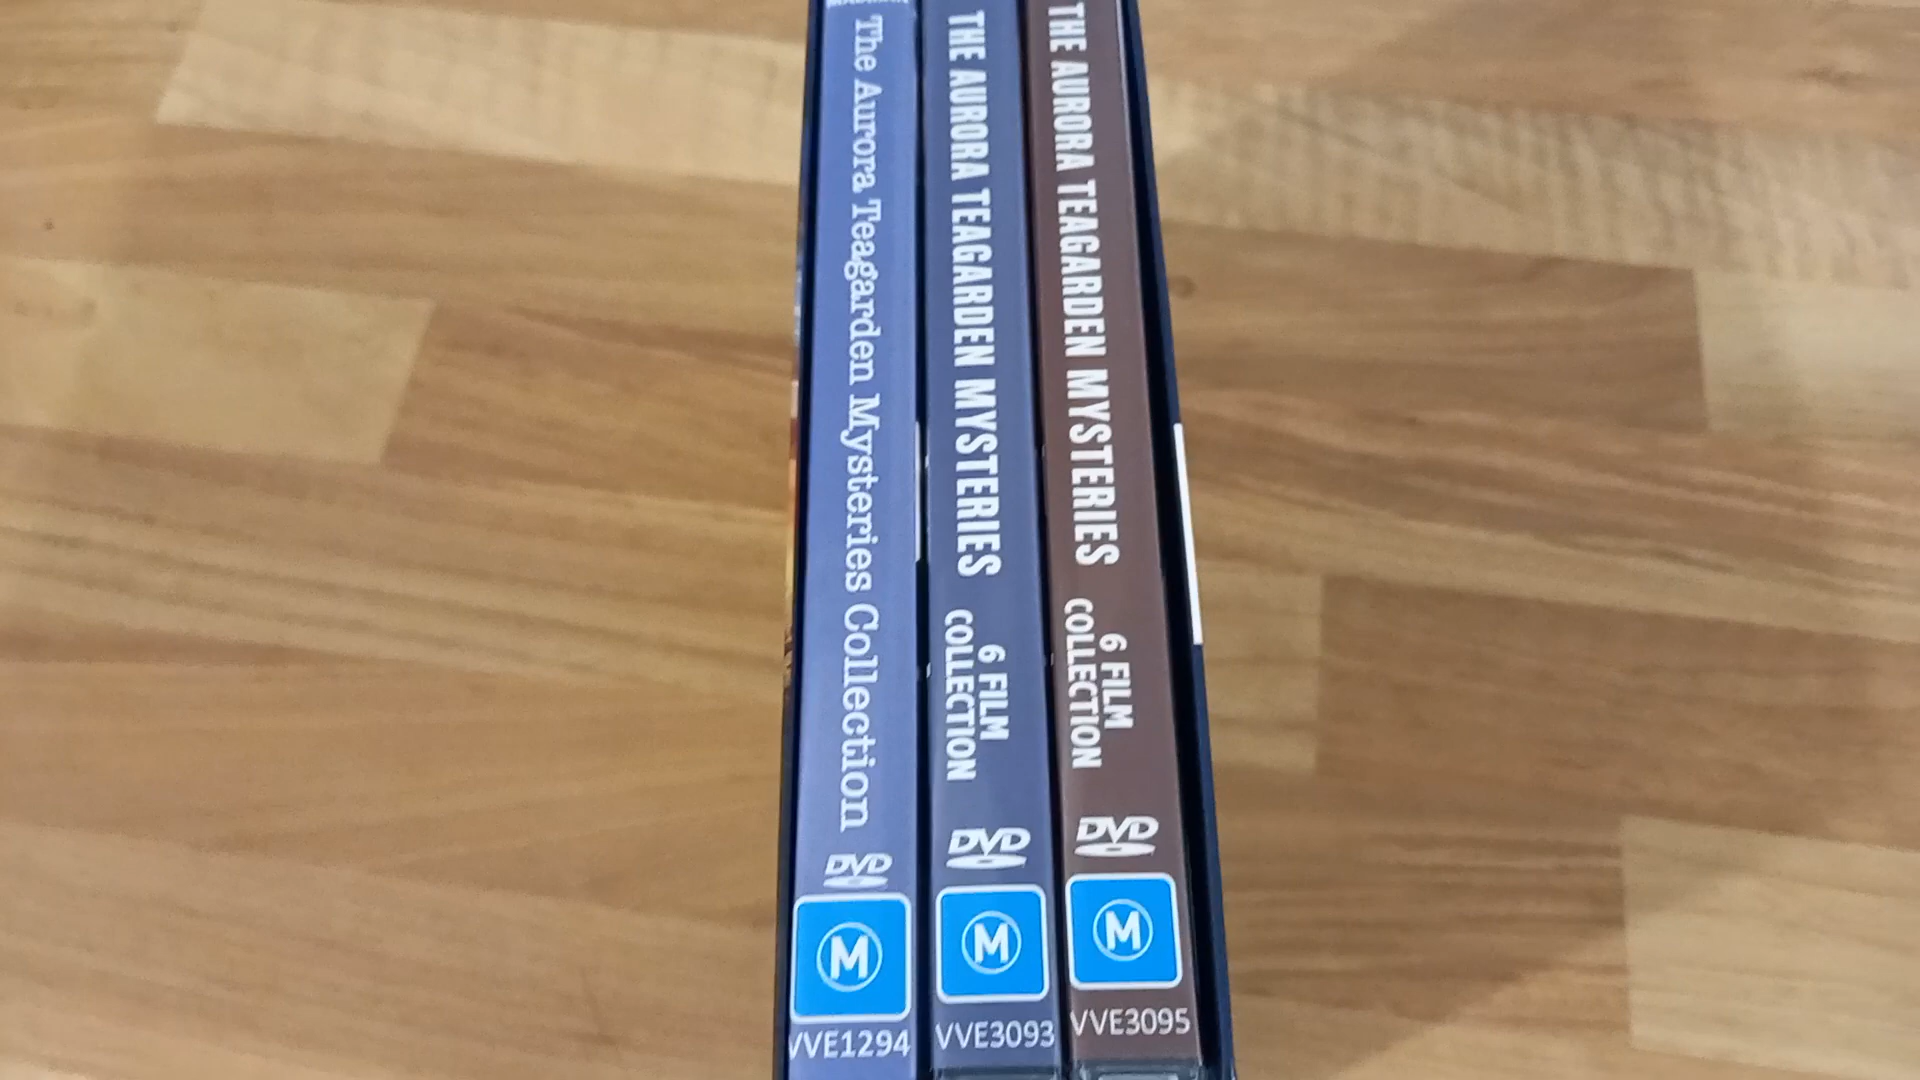 The Aurora Teagarden Mysteries Collection
DVD
M
VVE1294
THE AURORA TEAGARDEN MYSTERIES
6 FILM
COLLECTION
DVD
M
VVE3093
THE AURORA TEAGARDEN MYSTERIES
6 FILM
COLLECTION
DVD
M
VVE3095